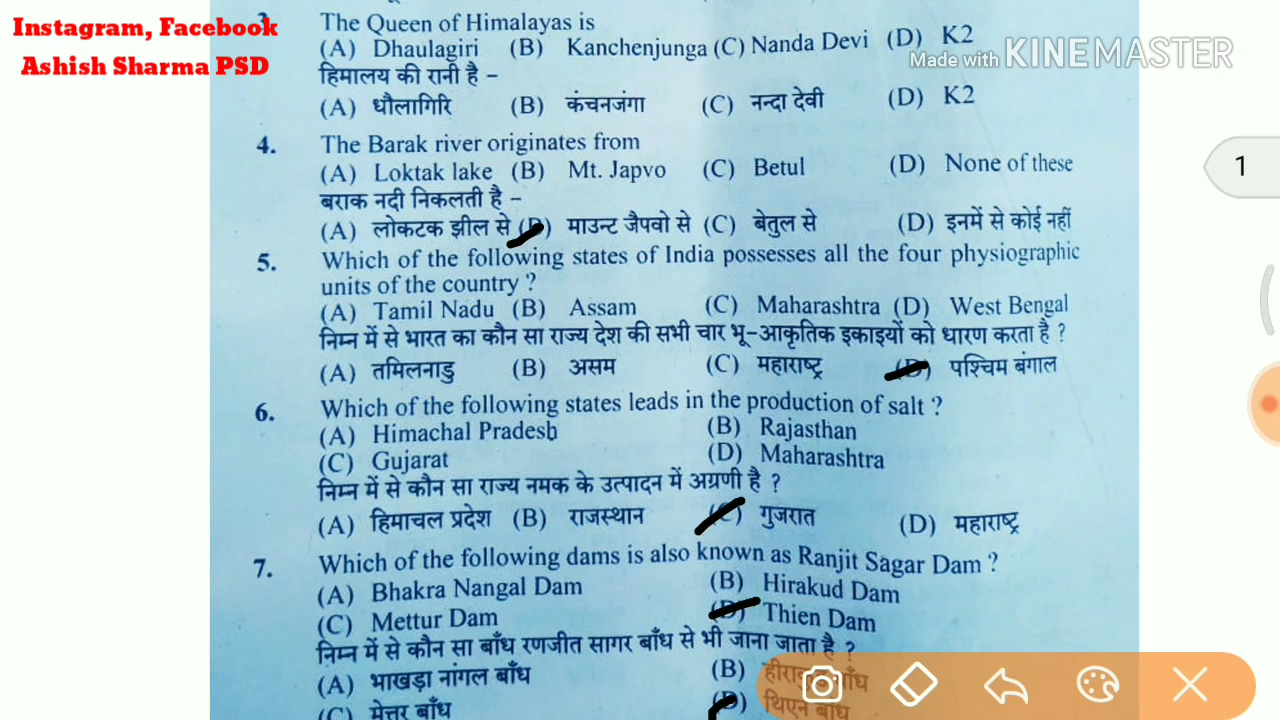 Instagram, Facebook
Ashish Sharma PSD
Made with KINEMASTER
1
3. The Queen of Himalayas is
(A) Dhaulagiri (B) Kanchenjunga (C) Nanda Devi (D) K2
हिमालय की रानी है –
(A) धौलागिरि (B) कंचनजंगा (C) नन्दा देवी (D) K2
4. The Barak river originates from
(A) Loktak lake (B) Mt. Japvo (C) Betul (D) None of these
बराक नदी निकलती है –
(A) लोकटक झील से (B) माउन्ट जैपवो से (C) बेतुल से (D) इनमें से कोई नहीं
5. Which of the following states of India possesses all the four physiographic
units of the country ?
(A) Tamil Nadu (B) Assam (C) Maharashtra (D) West Bengal
निम्न में से भारत का कौन सा राज्य देश की सभी चार भू-आकृतिक इकाइयों को धारण करता है ?
(A) तमिलनाडु (B) असम (C) महाराष्ट्र (D) पश्चिम बंगाल
6. Which of the following states leads in the production of salt ?
(A) Himachal Pradesh (B) Rajasthan
(C) Gujarat (D) Maharashtra
निम्न में से कौन सा राज्य नमक के उत्पादन में अग्रणी है ?
(A) हिमाचल प्रदेश (B) राजस्थान (C) गुजरात (D) महाराष्ट्र
7. Which of the following dams is also known as Ranjit Sagar Dam ?
(A) Bhakra Nangal Dam (B) Hirakud Dam
(C) Mettur Dam (D) Thien Dam
निम्न में से कौन सा बाँध रणजीत सागर बाँध से भी जाना जाता है ?
(A) भाखड़ा नांगल बाँध (B)
(C) मेत्तूर बाँध (D) थिएन बाँध